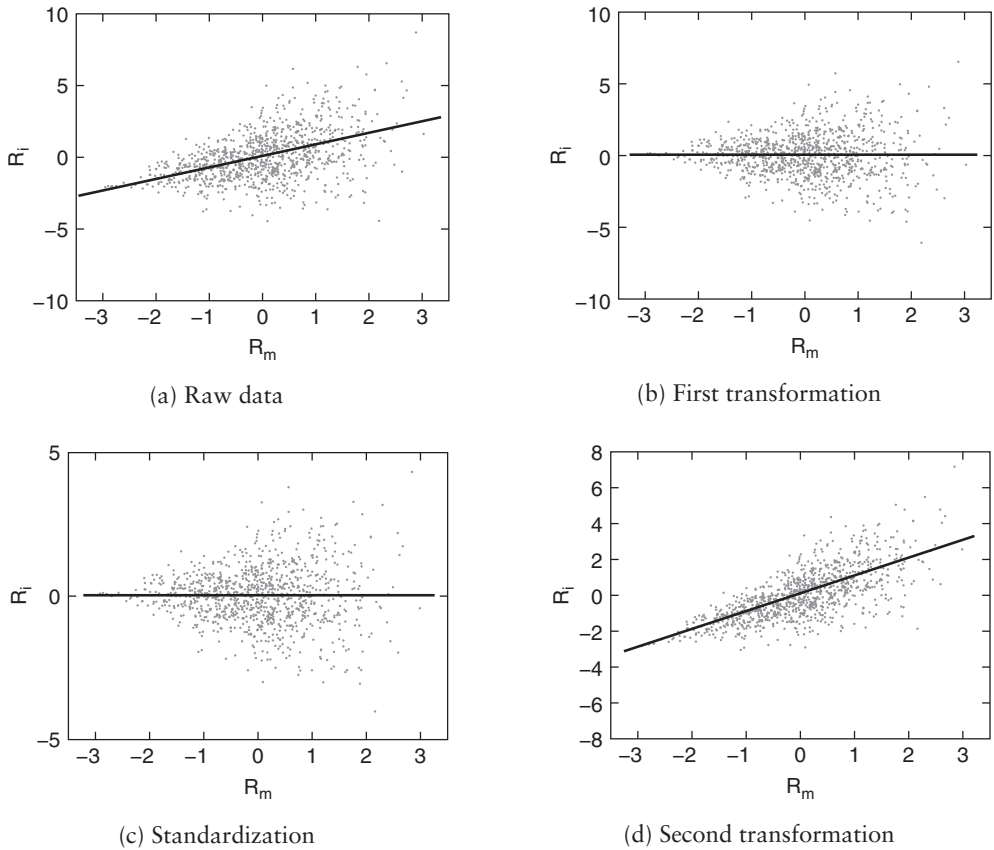 10
5
0
−5
−10
R_i
−3 −2 −1 0 1 2 3
R_m
(a) Raw data
10
5
0
−5
−10
R_i
−3 −2 −1 0 1 2 3
R_m
(b) First transformation
5
0
−5
R_i
−3 −2 −1 0 1 2 3
R_m
(c) Standardization
8
6
4
2
0
−2
−4
−6
−8
R_i
−3 −2 −1 0 1 2 3
R_m
(d) Second transformation